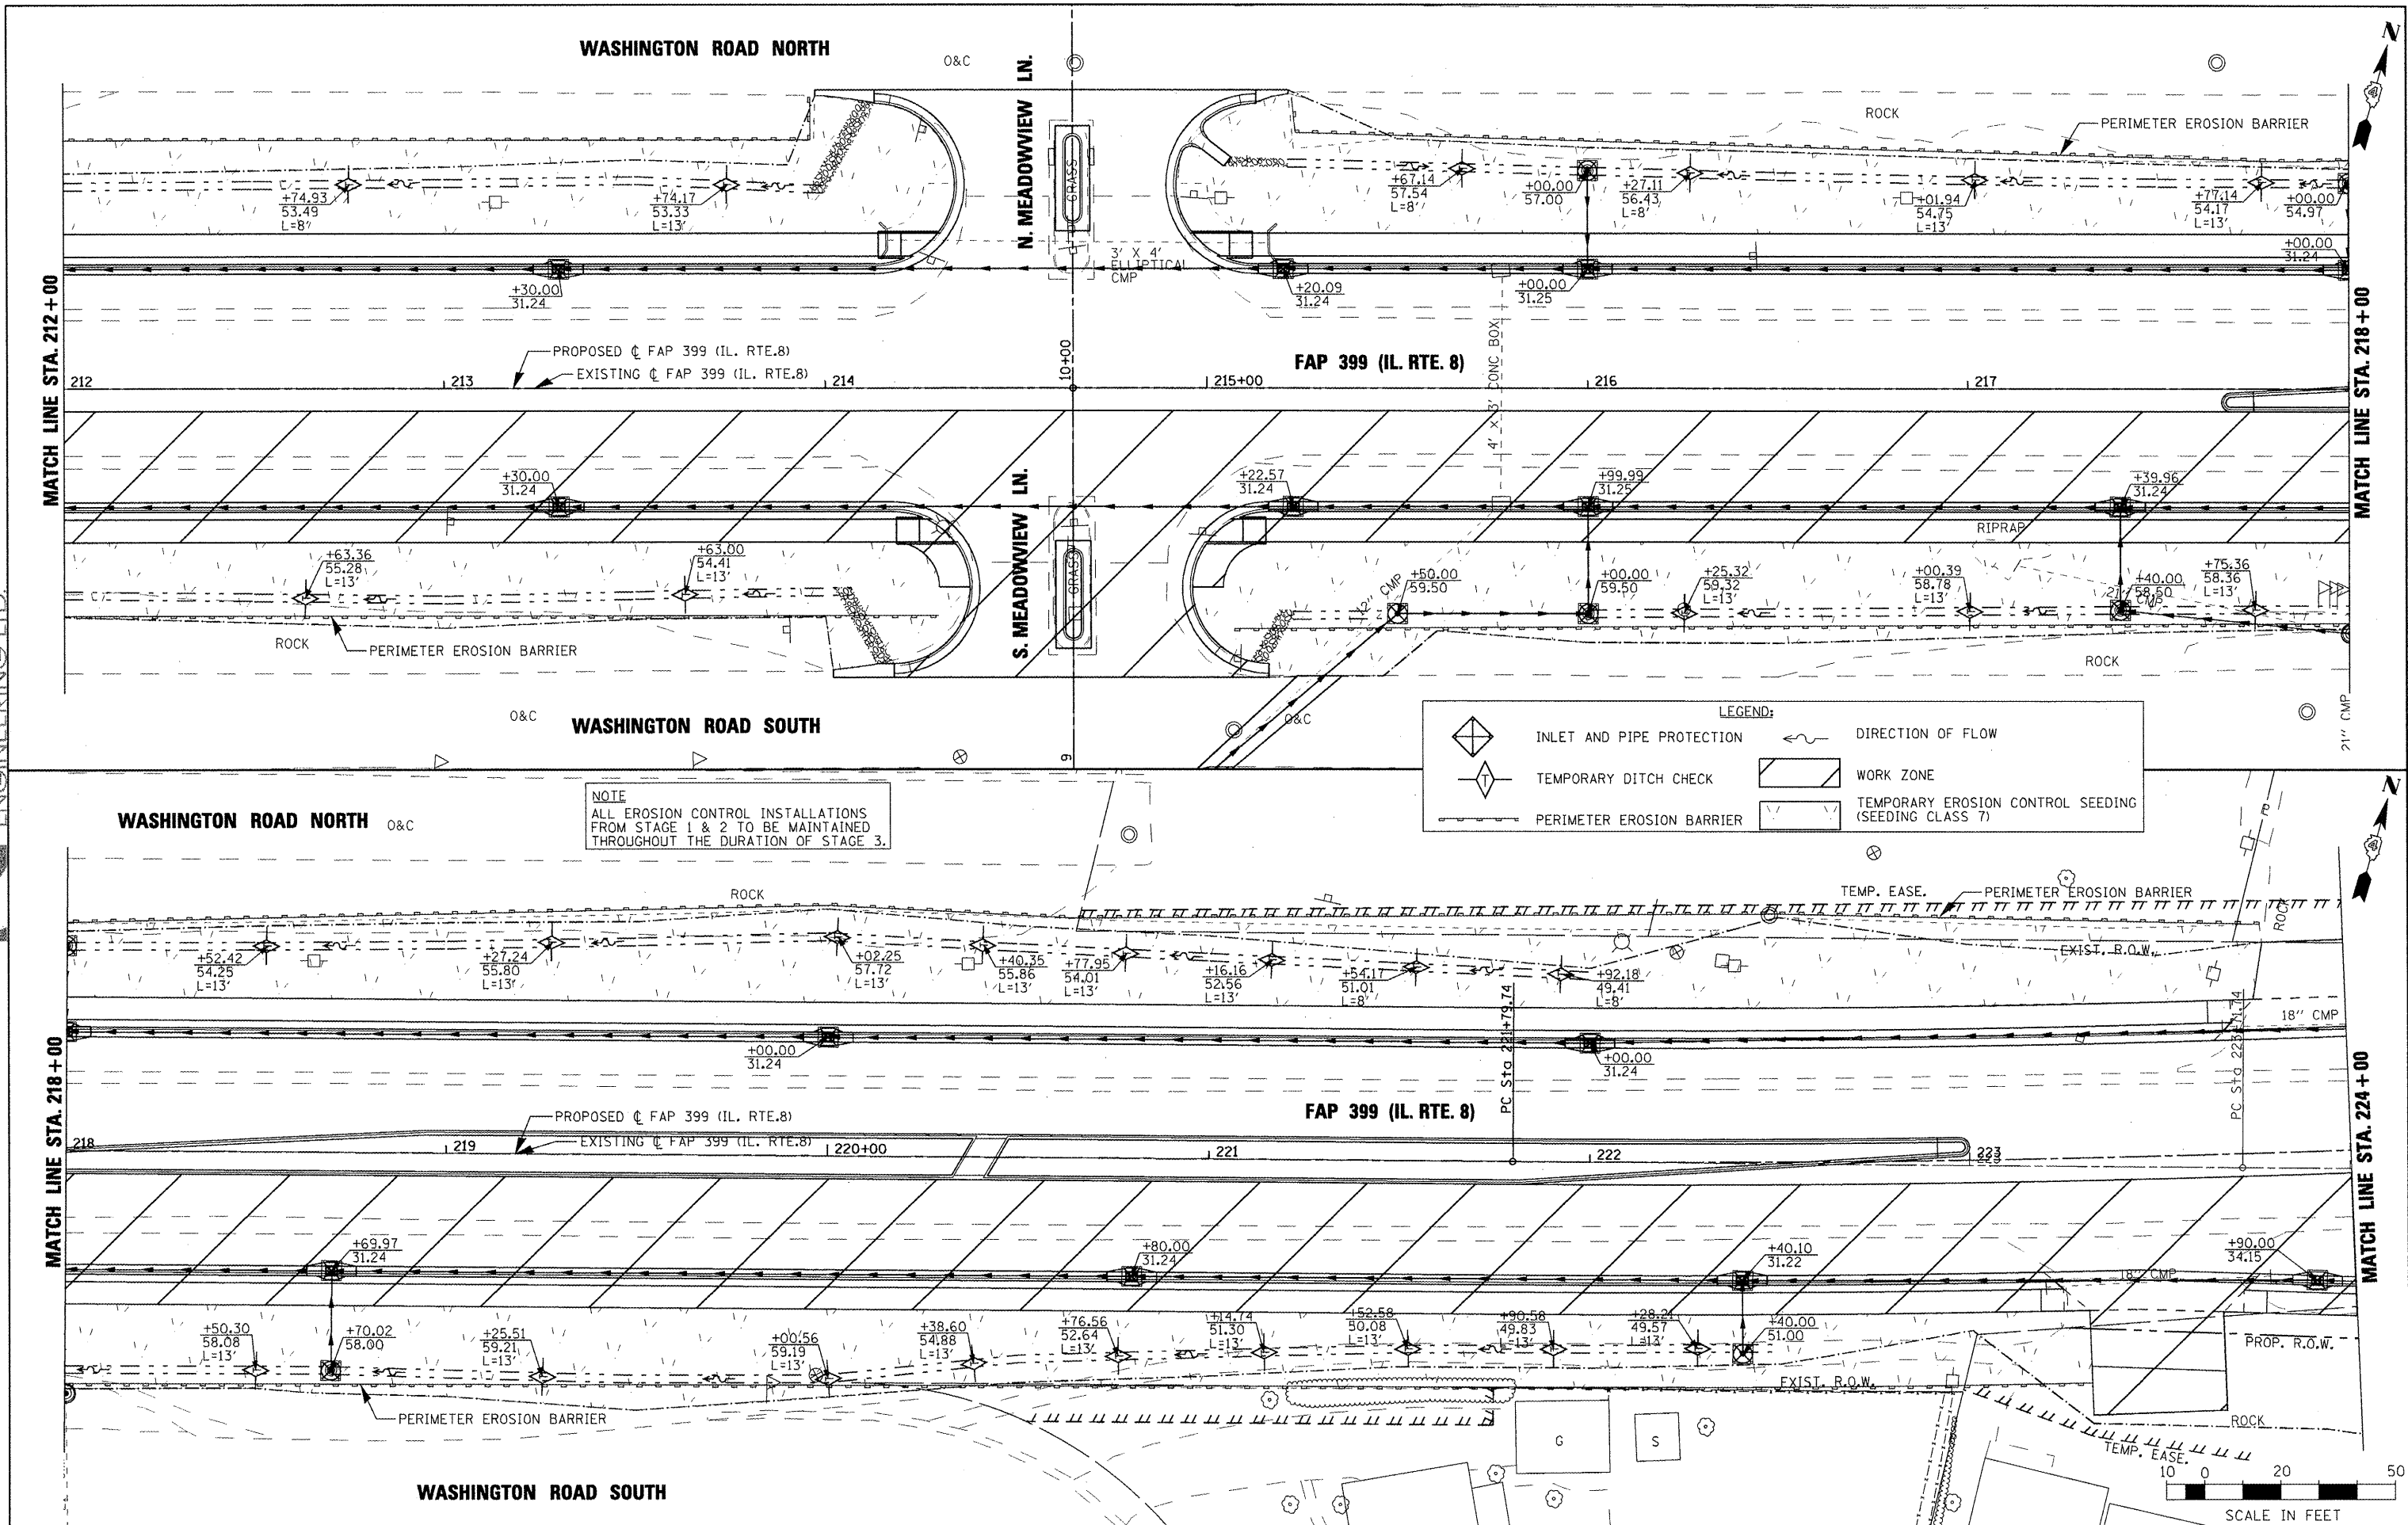 WASHINGTON ROAD NORTH
O&C
N. MEADOWVIEW LN.
GRASS
N
ROCK
PERIMETER EROSION BARRIER
+74.93
53.49
L=8'
+74.17
53.33
L=13'
+67.14
57.54
L=8'
+00.00
57.00
+27.11
56.43
L=8'
+01.94
54.75
L=13'
+77.14
54.17
L=13'
+00.00
54.97
+00.00
31.24
3' X 4'
ELLIPTICAL
CMP
+30.00
31.24
+20.09
31.24
+00.00
31.25
MATCH LINE STA. 212+00
MATCH LINE STA. 218+00
PROPOSED ℄ FAP 399 (IL. RTE.8)
EXISTING ℄ FAP 399 (IL. RTE.8)
10+00
FAP 399 (IL. RTE. 8)
4' X 3' CONC BOX
212
213
214
215+00
216
217
+30.00
31.24
S. MEADOWVIEW LN.
+22.57
31.24
+99.99
31.25
+39.96
31.24
RIPRAP
+63.36
55.28
L=13'
+63.00
54.41
L=13'
GRASS
12" CMP
+50.00
59.50
+00.00
59.50
+25.32
59.32
L=13'
+00.39
58.78
L=13'
+40.00
58.50
21" CMP
+75.36
58.36
L=13'
ROCK
PERIMETER EROSION BARRIER
ROCK
O&C
WASHINGTON ROAD SOUTH
O&C
9
21" CMP
LEGEND:
INLET AND PIPE PROTECTION
DIRECTION OF FLOW
T
TEMPORARY DITCH CHECK
WORK ZONE
PERIMETER EROSION BARRIER
TEMPORARY EROSION CONTROL SEEDING
(SEEDING CLASS 7)
WASHINGTON ROAD NORTH
O&C
NOTE
ALL EROSION CONTROL INSTALLATIONS
FROM STAGE 1 & 2 TO BE MAINTAINED
THROUGHOUT THE DURATION OF STAGE 3.
N
ROCK
TEMP. EASE.
PERIMETER EROSION BARRIER
ROCK
EXIST. R.O.W.
+52.42
54.25
L=13'
+27.24
55.80
L=13'
+02.25
57.72
L=13'
+40.35
55.86
L=13'
+77.95
54.01
L=13'
+16.16
52.56
L=13'
+54.17
51.01
L=8'
+92.18
49.41
L=8'
18" CMP
+00.00
31.24
+00.00
31.24
PC Sta 221+79.74
PC Sta 223+71.74
MATCH LINE STA. 218+00
MATCH LINE STA. 224+00
PROPOSED ℄ FAP 399 (IL. RTE.8)
EXISTING ℄ FAP 399 (IL. RTE.8)
FAP 399 (IL. RTE. 8)
218
219
220+00
221
222
223
+69.97
31.24
+80.00
31.24
+40.10
31.22
+90.00
34.15
18" CMP
+50.30
58.08
L=13'
+70.02
58.00
+25.51
59.21
L=13'
+00.56
59.19
L=13'
+38.60
54.88
L=13'
+76.56
52.64
L=13'
+14.74
51.30
L=13'
+52.58
50.08
L=13'
+90.58
49.83
L=13'
+28.21
49.57
L=13'
+40.00
51.00
PROP. R.O.W.
EXIST. R.O.W.
PERIMETER EROSION BARRIER
ROCK
TEMP. EASE.
G
S
WASHINGTON ROAD SOUTH
10 0 20 50
SCALE IN FEET